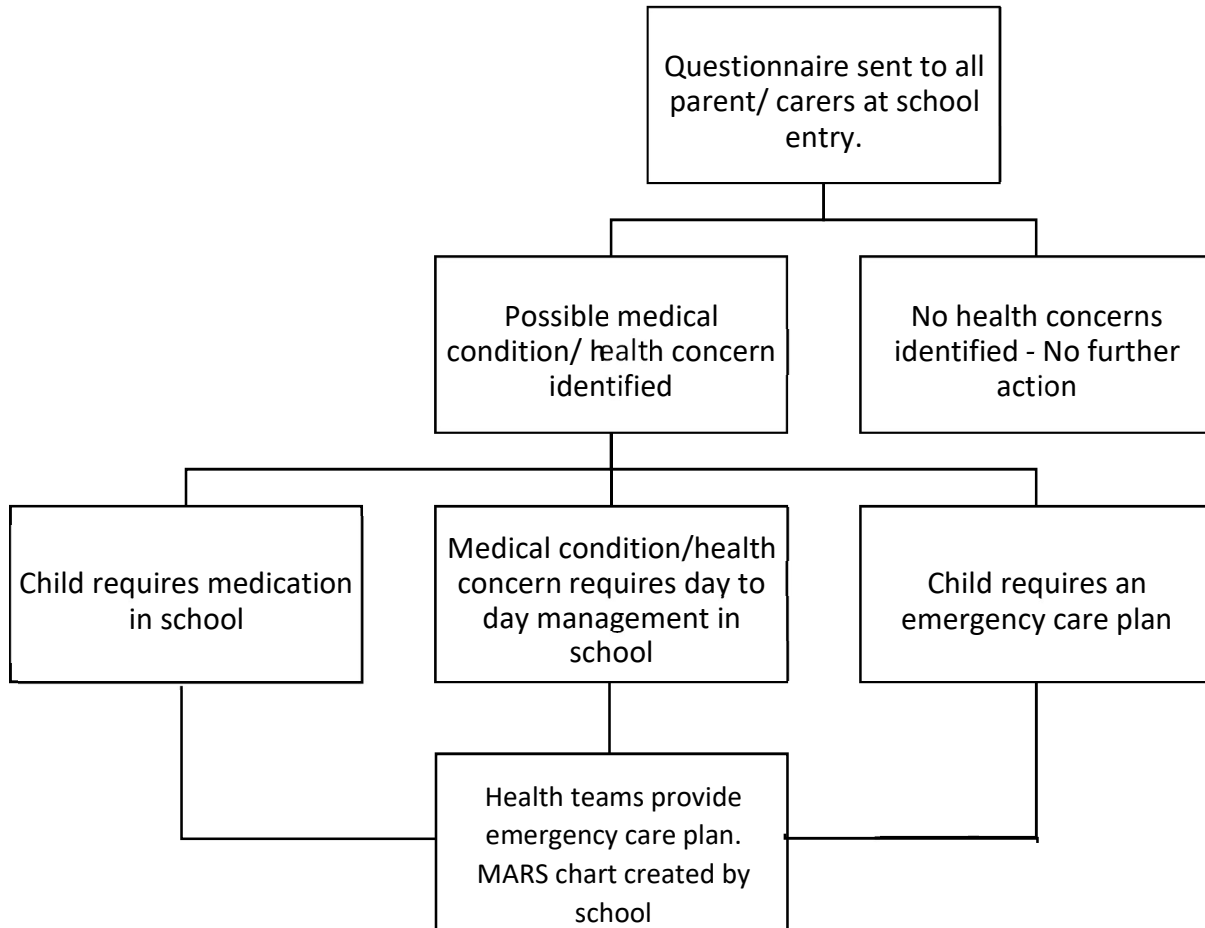 Questionnaire sent to all
parent/ carers at school
entry.
Possible medical
condition/ health concern
identified
No health concerns
identified - No further
action
Child requires medication
in school
Medical condition/health
concern requires day to
day management in
school
Child requires an
emergency care plan
Health teams provide
emergency care plan.
MARS chart created by
school